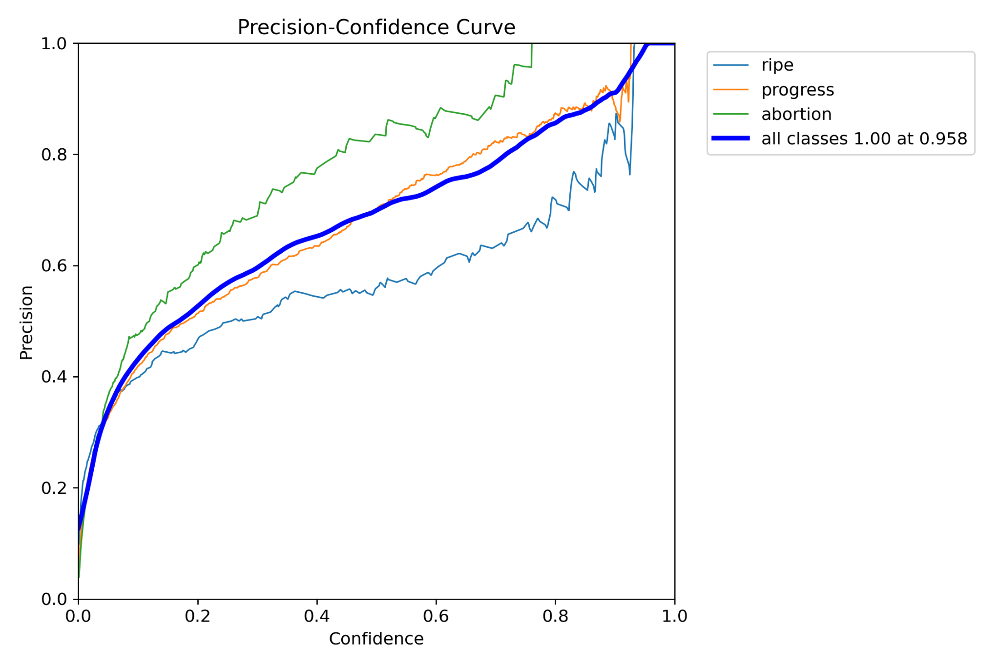 Precision-Confidence Curve
1.0
0.8
0.6
0.4
0.2
0.0
Precision
0.0 0.2 0.4 0.6 0.8 1.0
Confidence
ripe
progress
abortion
all classes 1.00 at 0.958